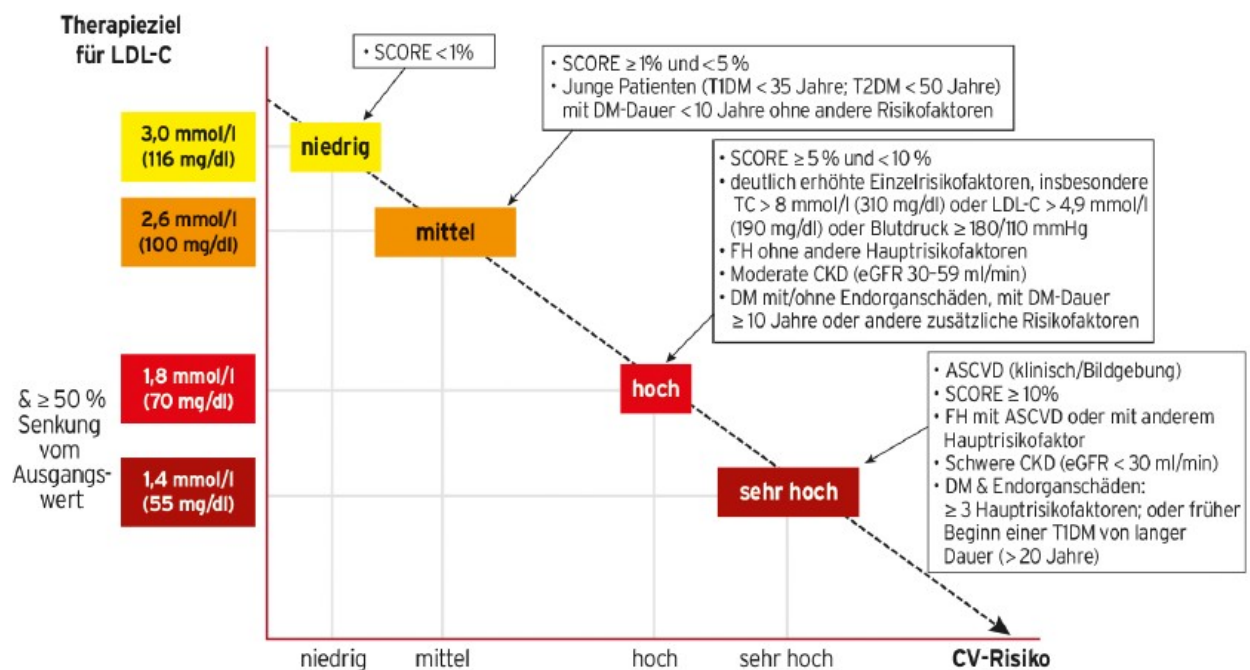 Therapieziel
für LDL-C
• SCORE < 1%
• SCORE ≥ 1% und < 5 %
• Junge Patienten (T1DM < 35 Jahre; T2DM < 50 Jahre)
mit DM-Dauer < 10 Jahre ohne andere Risikofaktoren
3,0 mmol/l
(116 mg/dl)
niedrig
• SCORE ≥ 5 % und < 10 %
• deutlich erhöhte Einzelrisikofaktoren, insbesondere
TC > 8 mmol/l (310 mg/dl) oder LDL-C > 4,9 mmol/l
(190 mg/dl) oder Blutdruck ≥ 180/110 mmHg
• FH ohne andere Hauptrisikofaktoren
• Moderate CKD (eGFR 30–59 ml/min)
• DM mit/ohne Endorganschäden, mit DM-Dauer
≥ 10 Jahre oder andere zusätzliche Risikofaktoren
2,6 mmol/l
(100 mg/dl)
mittel
& ≥ 50 %
Senkung
vom
Ausgangs-
wert
1,8 mmol/l
(70 mg/dl)
hoch
• ASCVD (klinisch/Bildgebung)
• SCORE ≥ 10%
• FH mit ASCVD oder mit anderem
Hauptrisikofaktor
• Schwere CKD (eGFR < 30 ml/min)
• DM & Endorganschäden:
≥ 3 Hauptrisikofaktoren; oder früher
Beginn einer T1DM von langer
Dauer (> 20 Jahre)
1,4 mmol/l
(55 mg/dl)
sehr hoch
niedrig
mittel
hoch
sehr hoch
CV-Risiko